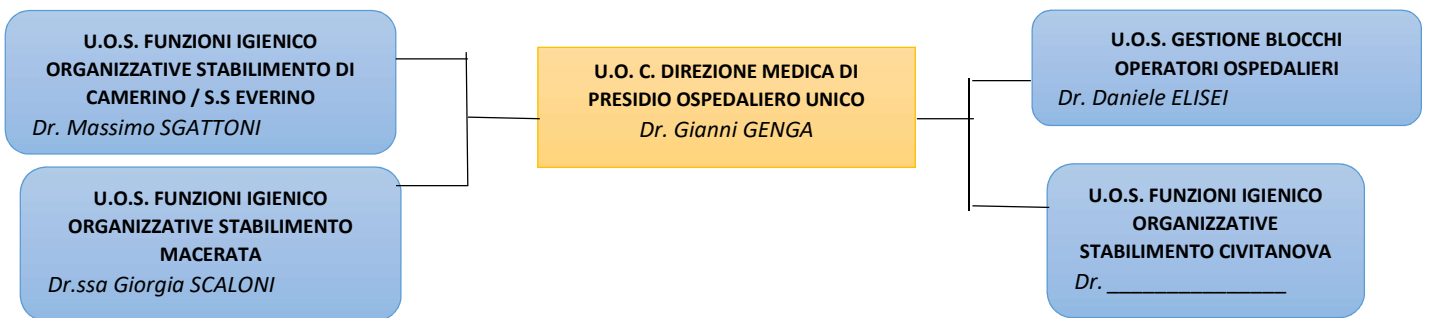 U.O.S. FUNZIONI IGIENICO
ORGANIZZATIVE STABILIMENTO DI
CAMERINO / S.S EVERINO
Dr. Massimo SGATTONI
U.O.S. FUNZIONI IGIENICO
ORGANIZZATIVE STABILIMENTO
MACERATA
Dr.ssa Giorgia SCALONI
U.O. C. DIREZIONE MEDICA DI
PRESIDIO OSPEDALIERO UNICO
Dr. Gianni GENGA
U.O.S. GESTIONE BLOCCHI
OPERATORI OSPEDALIERI
Dr. Daniele ELISEI
U.O.S. FUNZIONI IGIENICO
ORGANIZZATIVE
STABILIMENTO CIVITANOVA
Dr. _______________